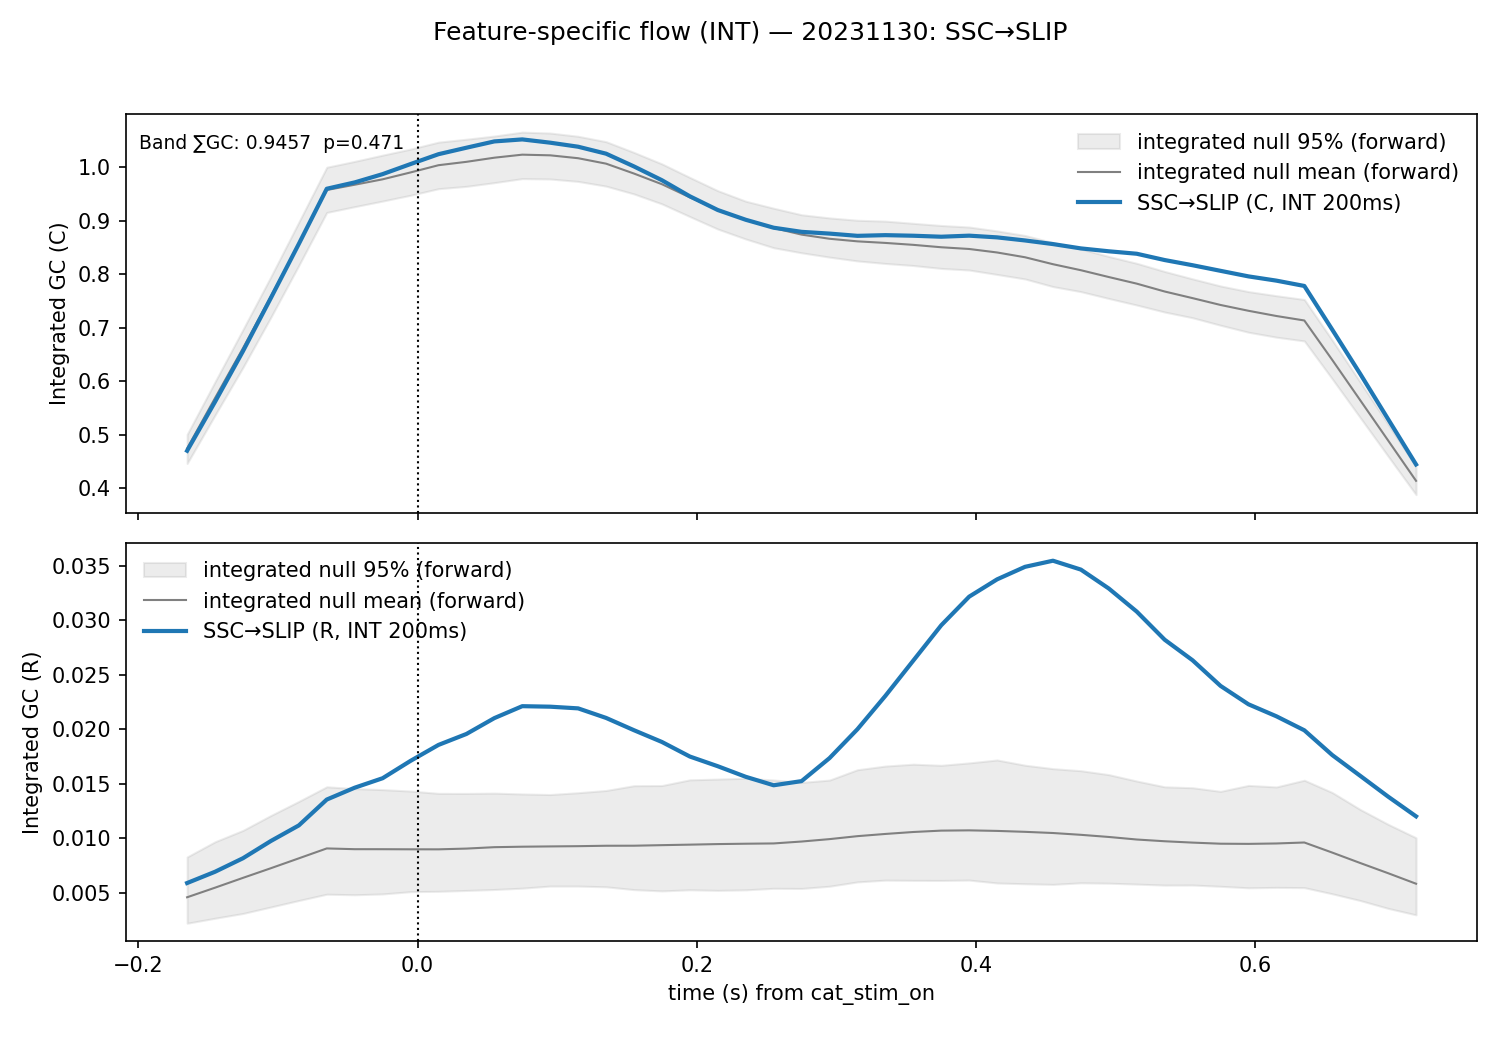 Feature-specific flow (INT) — 20231130: SSC→SLIP
Band ∑GC: 0.9457  p=0.471
integrated null 95% (forward)
integrated null mean (forward)
SSC→SLIP (C, INT 200ms)
Integrated GC (C)
1.0
0.9
0.8
0.7
0.6
0.5
0.4
integrated null 95% (forward)
integrated null mean (forward)
SSC→SLIP (R, INT 200ms)
Integrated GC (R)
0.035
0.030
0.025
0.020
0.015
0.010
0.005
−0.2 0.0 0.2 0.4 0.6
time (s) from cat_stim_on